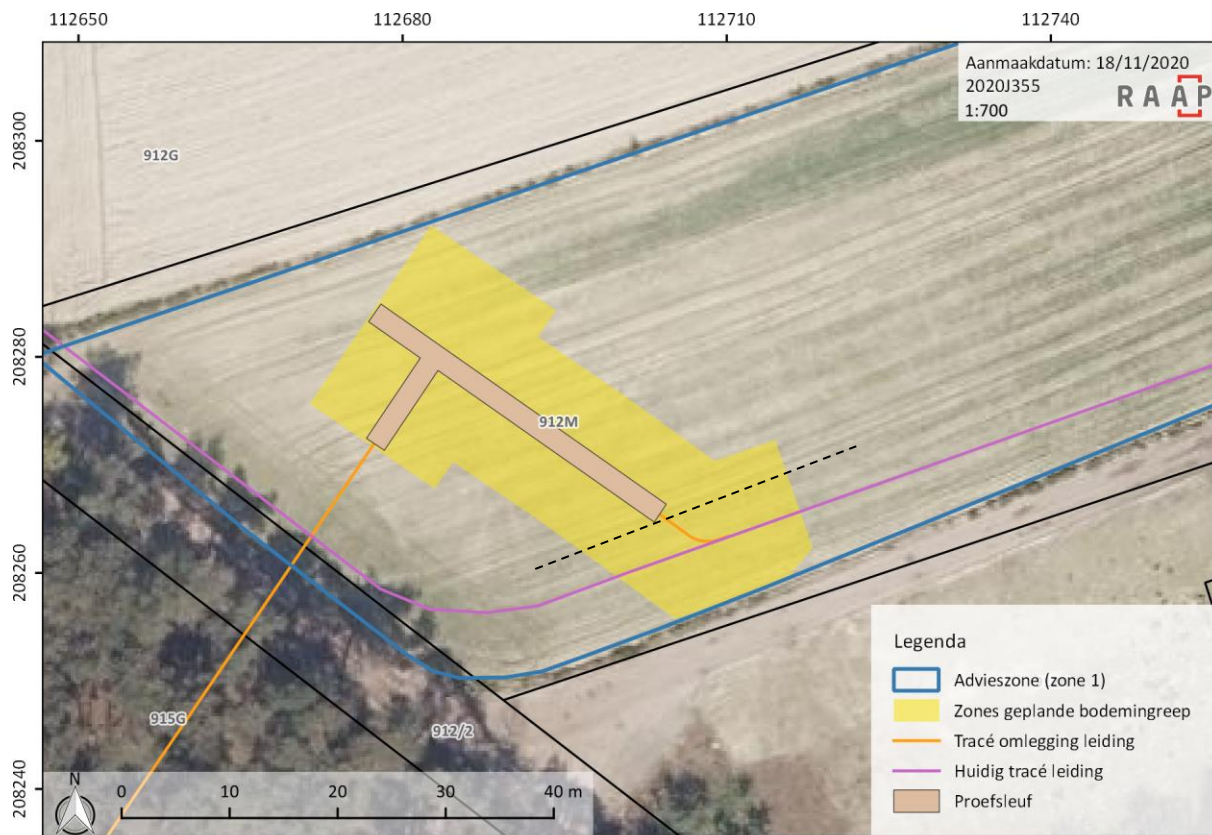 112650 112680 112710 112740
Aanmaakdatum: 18/11/2020
2020J355
1:700
RAAP
208300
912G
208280
912M
208260
915G
912/2
208240
N
0 10 20 30 40 m
Legenda
Advieszone (zone 1)
Zones geplande bodemingreep
Tracé omlegging leiding
Huidig tracé leiding
Proefsleuf